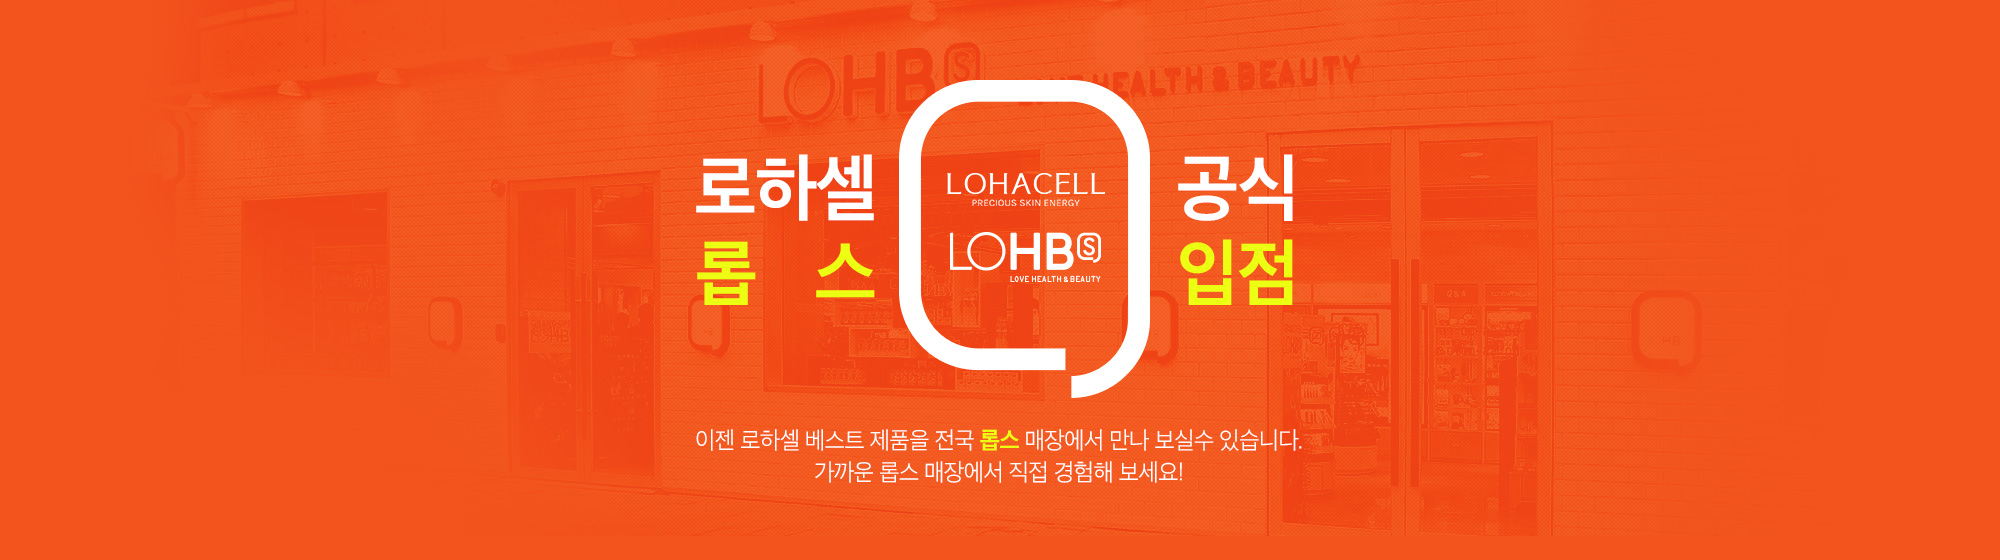 LOHBS
HEALTH & BEAUTY
로하셀
롭 스
LOHACELL
PRECIOUS SKIN ENERGY
LOHBS
LOVE HEALTH & BEAUTY
공식
입점
이젠 로하셀 베스트 제품을 전국 롭스 매장에서 만나 보실수 있습니다.
가까운 롭스 매장에서 직접 경험해 보세요!